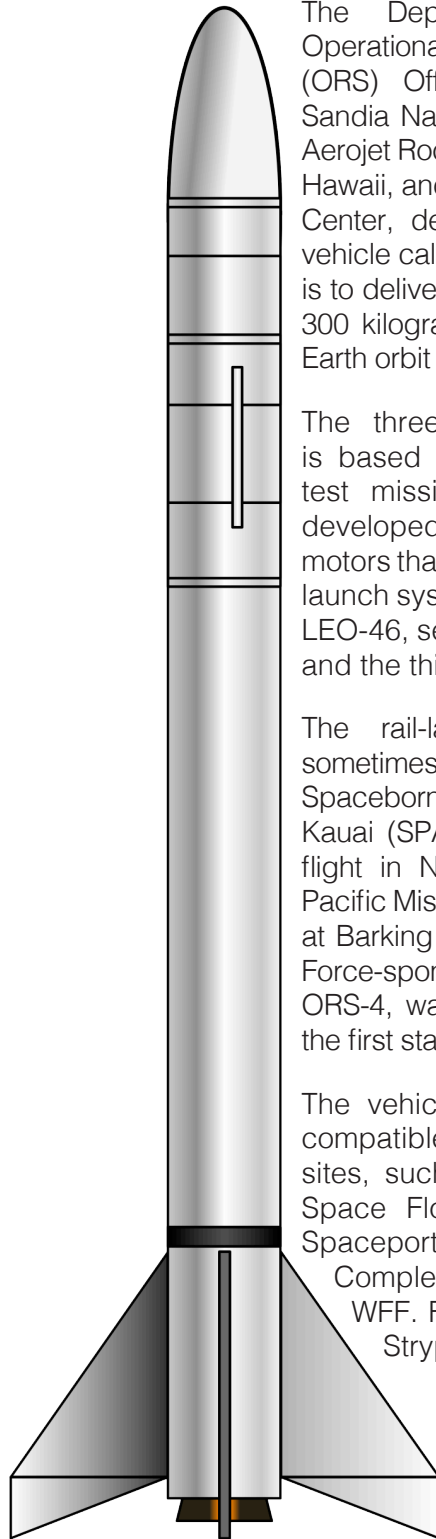 The Dep
Operationa
(ORS) Off
Sandia Na
Aerojet Roc
Hawaii, and
Center, de
vehicle cal
is to delive
300 kilogra
Earth orbit
The three
is based
test missi
developed
motors tha
launch sys
LEO-46, se
and the thi
The rail-la
sometimes
Spaceborn
Kauai (SPA
flight in N
Pacific Mis
at Barking
Force-spor
ORS-4, wa
the first sta
The vehic
compatible
sites, such
Space Flo
Spaceport
Comple
WFF. F
Stryp